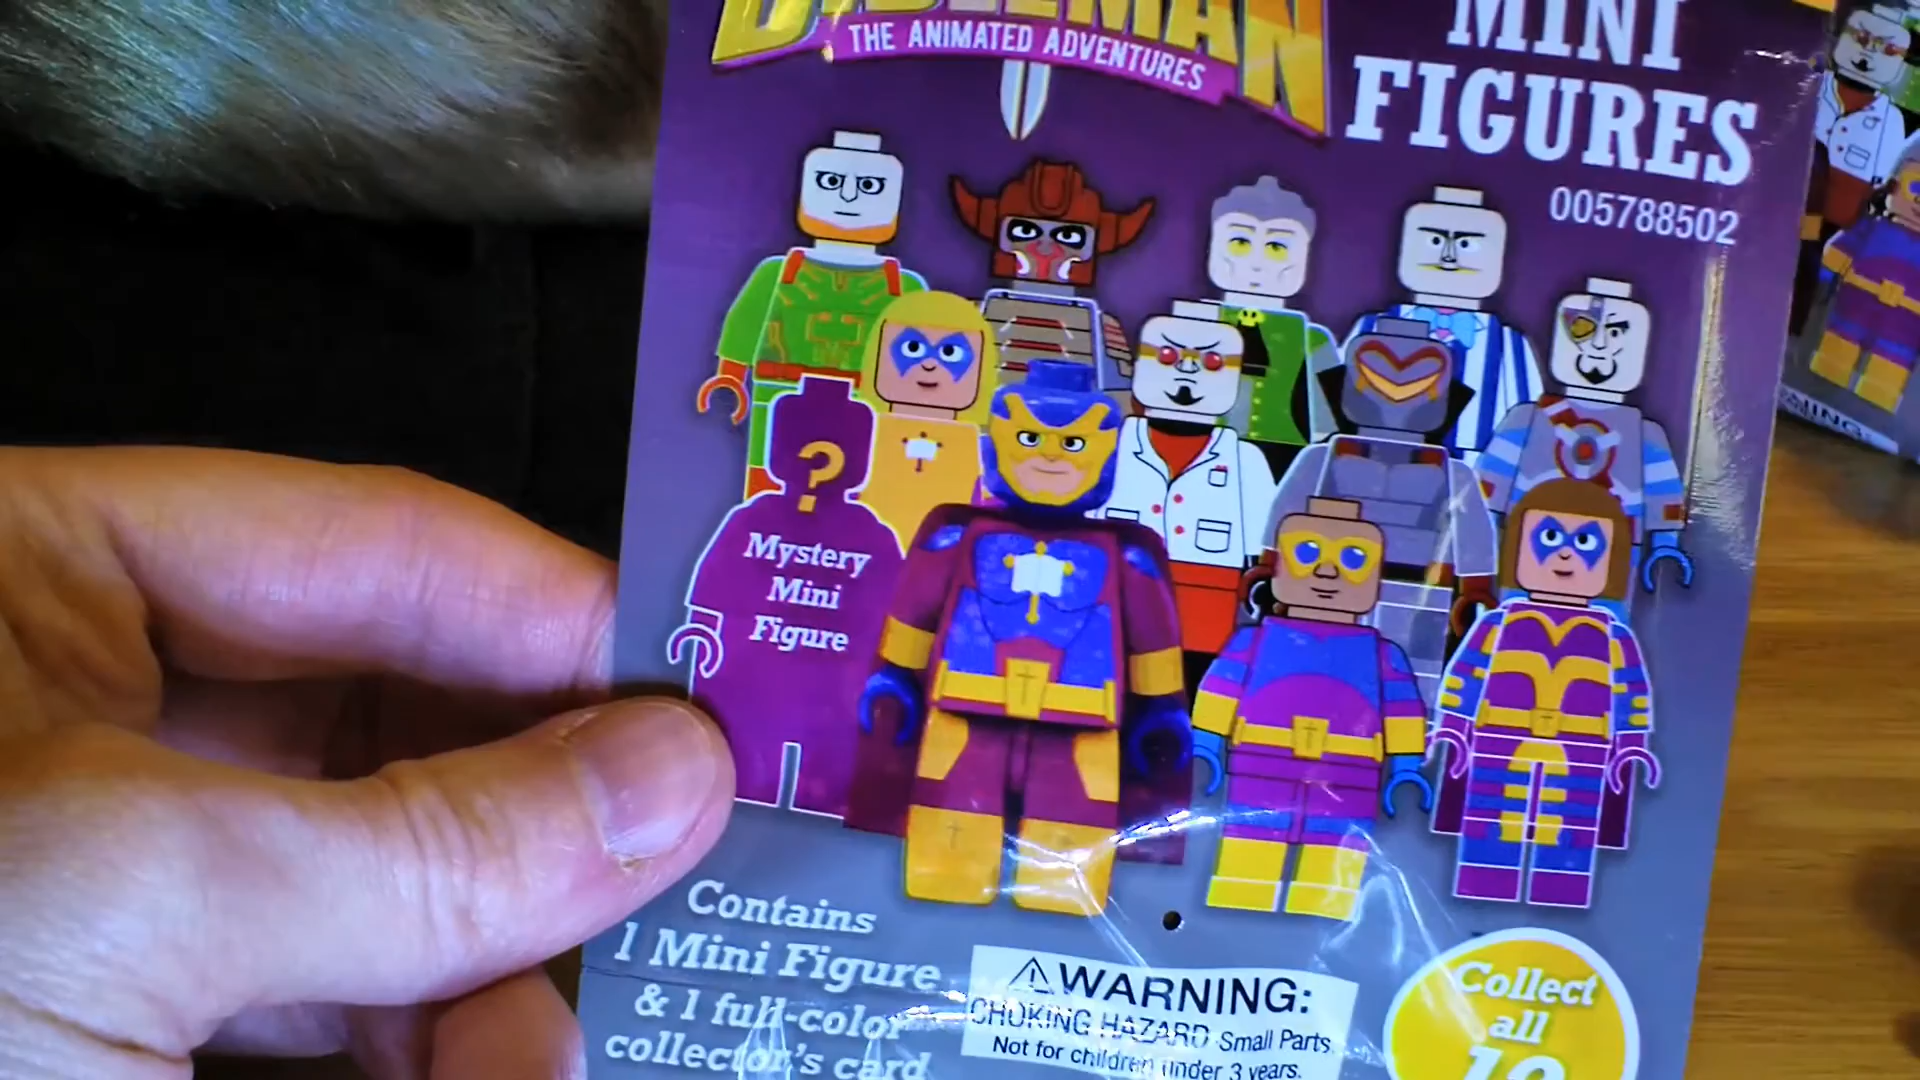 BIBLEMAN
THE ANIMATED ADVENTURES
MINI
FIGURES
005788502
?
Mystery
Mini
Figure
Contains
1 Mini Figure
& 1 full-color
collector's card
⚠WARNING:
CHOKING HAZARD-Small Parts.
Not for children under 3 years.
Collect
all